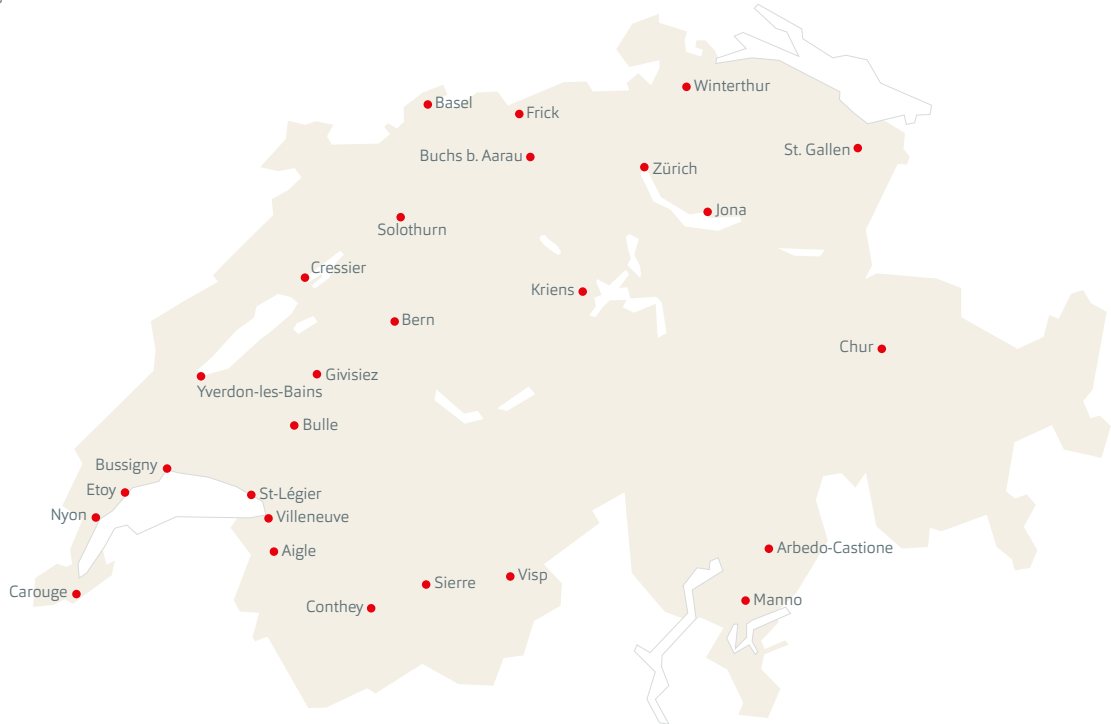 Winterthur
Basel
Frick
St. Gallen
Buchs b. Aarau
Zürich
Jona
Solothurn
Cressier
Kriens
Bern
Chur
Givisiez
Yverdon-les-Bains
Bulle
Bussigny
Etoy
St-Légier
Nyon
Villeneuve
Arbedo-Castione
Aigle
Visp
Sierre
Carouge
Manno
Conthey